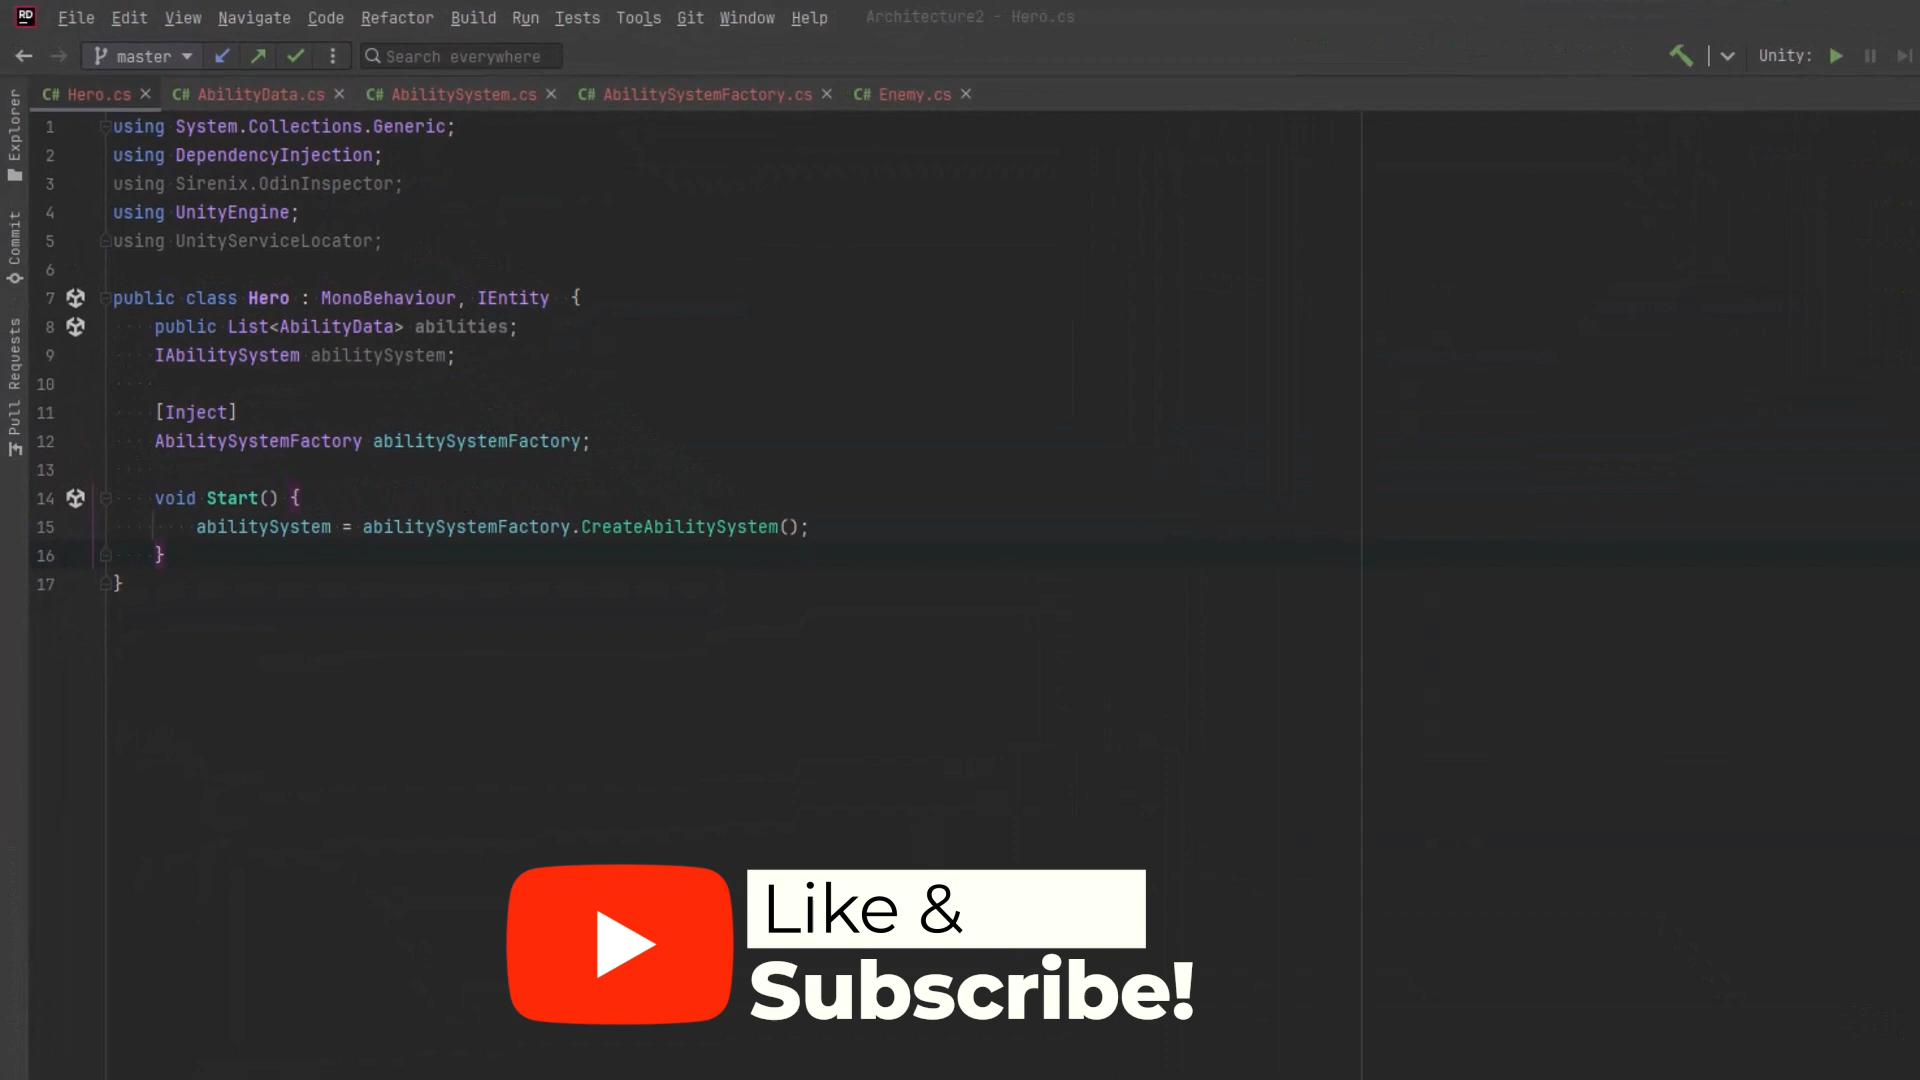 RD File Edit View Navigate Code Refactor Build Run Tests Tools Git Window Help Architecture2 - Hero.cs
master Search everywhere Unity:
C# Hero.cs C# AbilityData.cs C# AbilitySystem.cs C# AbilitySystemFactory.cs C# Enemy.cs
Explorer
Commit
Pull Requests
1 using System.Collections.Generic;
2 using DependencyInjection;
3 using Sirenix.OdinInspector;
4 using UnityEngine;
5 using UnityServiceLocator;
6
7 public class Hero : MonoBehaviour, IEntity {
8 public List<AbilityData> abilities;
9 IAbilitySystem abilitySystem;
10
11 [Inject]
12 AbilitySystemFactory abilitySystemFactory;
13
14 void Start() {
15 abilitySystem = abilitySystemFactory.CreateAbilitySystem();
16 }
17 }
Like &
Subscribe!